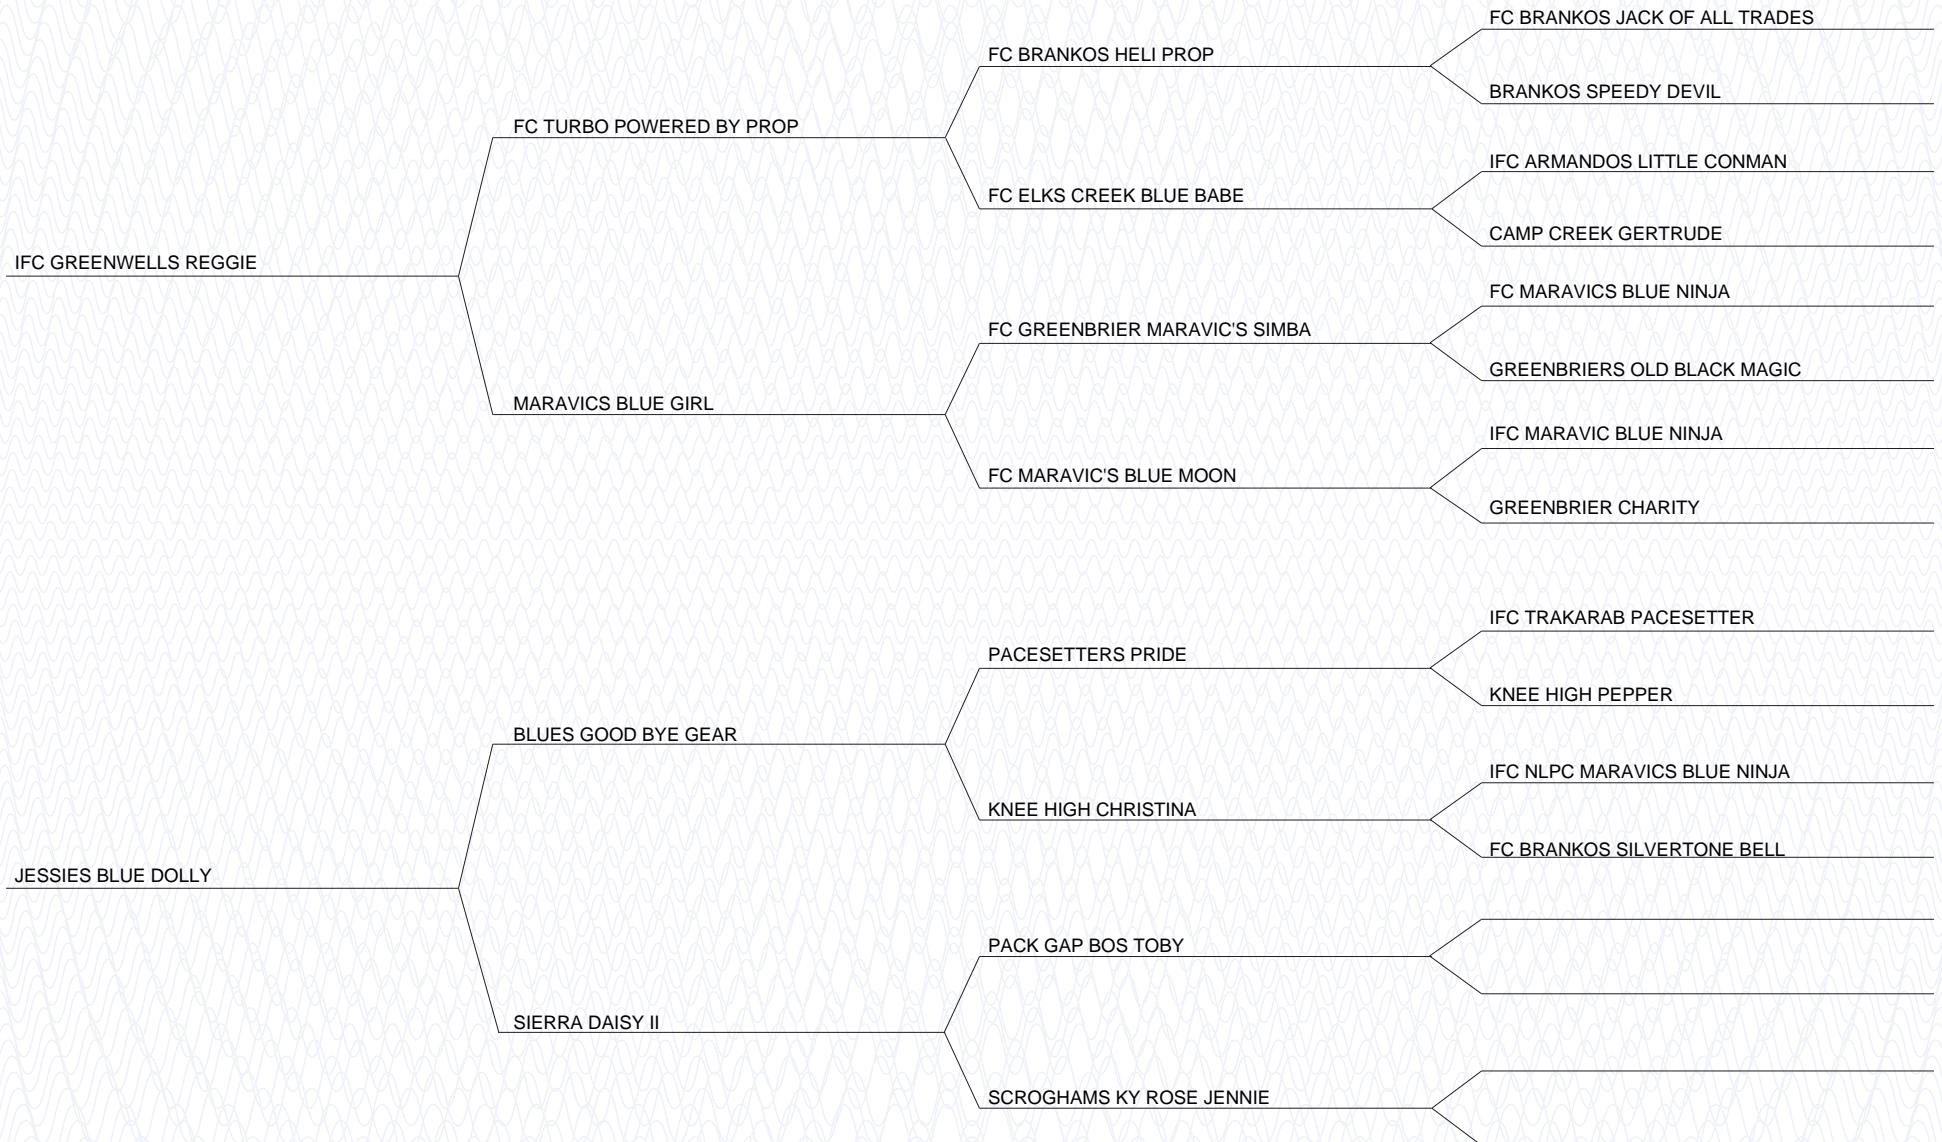 FC BRANKOS JACK OF ALL TRADES
FC BRANKOS HELI PROP
BRANKOS SPEEDY DEVIL
FC TURBO POWERED BY PROP
IFC ARMANDOS LITTLE CONMAN
FC ELKS CREEK BLUE BABE
CAMP CREEK GERTRUDE
IFC GREENWELLS REGGIE
FC MARAVICS BLUE NINJA
FC GREENBRIER MARAVIC'S SIMBA
GREENBRIERS OLD BLACK MAGIC
MARAVICS BLUE GIRL
IFC MARAVIC BLUE NINJA
FC MARAVIC'S BLUE MOON
GREENBRIER CHARITY
IFC TRAKARAB PACESETTER
PACESETTERS PRIDE
KNEE HIGH PEPPER
BLUES GOOD BYE GEAR
IFC NLPC MARAVICS BLUE NINJA
KNEE HIGH CHRISTINA
FC BRANKOS SILVERTONE BELL
JESSIES BLUE DOLLY
PACK GAP BOS TOBY
SIERRA DAISY II
SCROGHAMS KY ROSE JENNIE